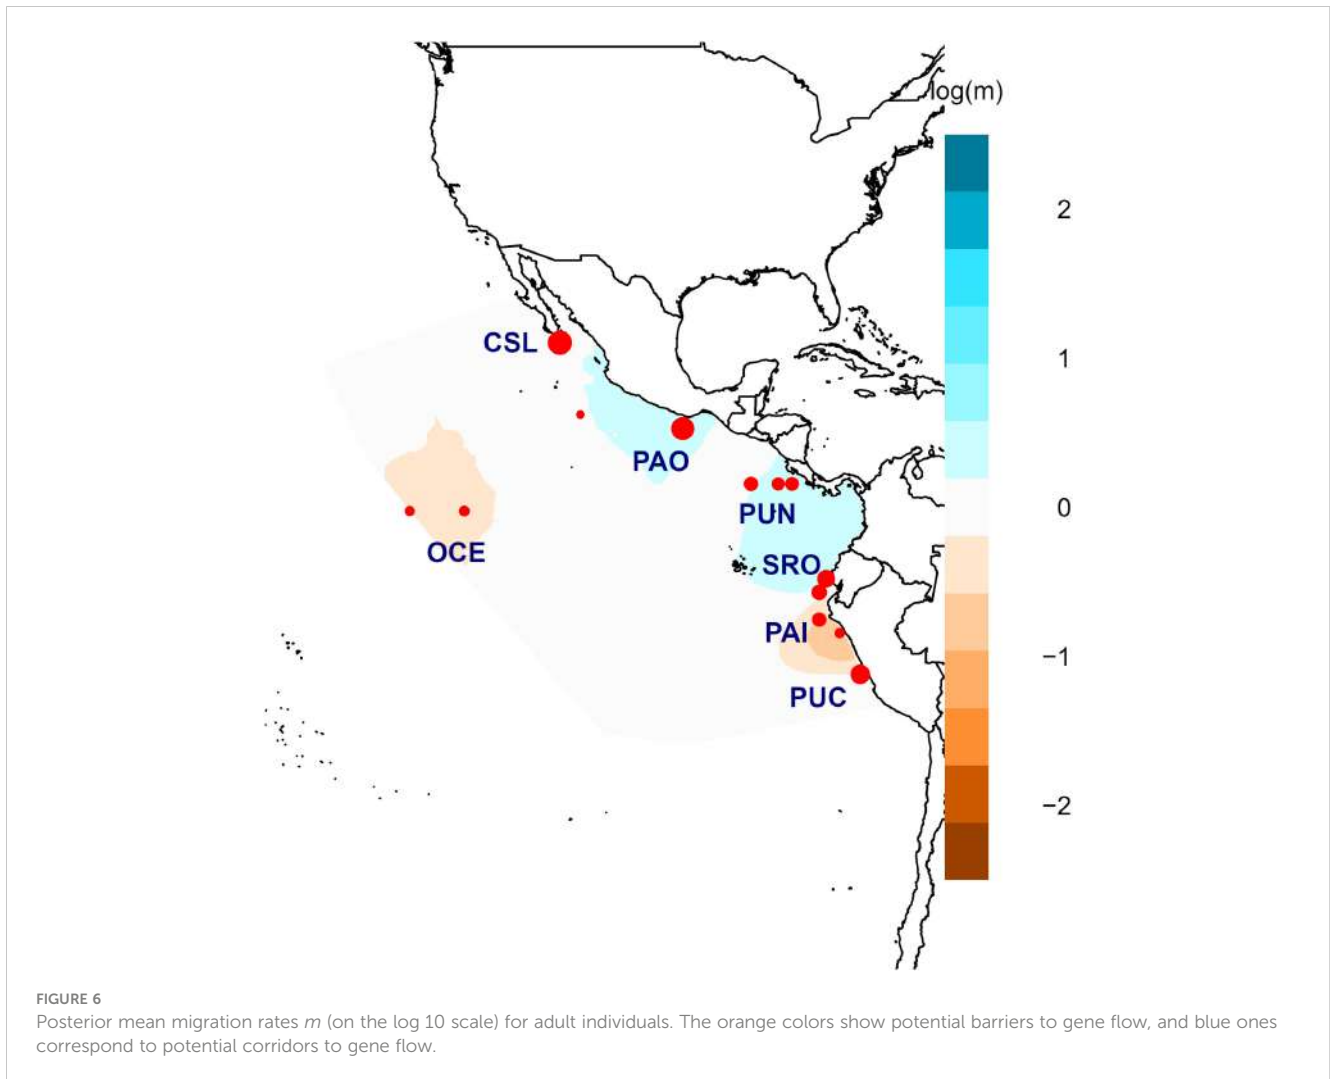 log(m)
2
1
0
−1
−2
CSL
PAO
PUN
OCE
SRO
PAI
PUC
FIGURE 6
Posterior mean migration rates m (on the log 10 scale) for adult individuals. The orange colors show potential barriers to gene flow, and blue ones
correspond to potential corridors to gene flow.